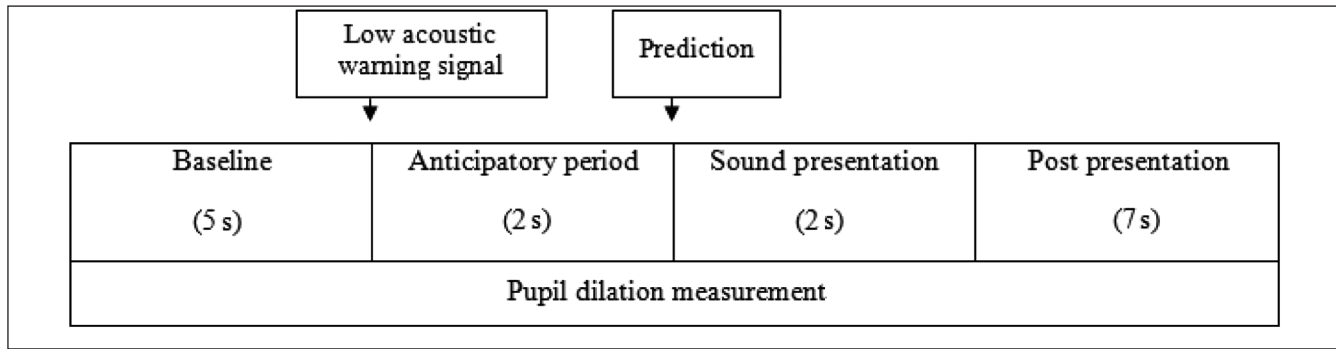 Low acoustic
warning signal
Prediction
Baseline
(5 s)
Anticipatory period
(2 s)
Sound presentation
(2 s)
Post presentation
(7 s)
Pupil dilation measurement